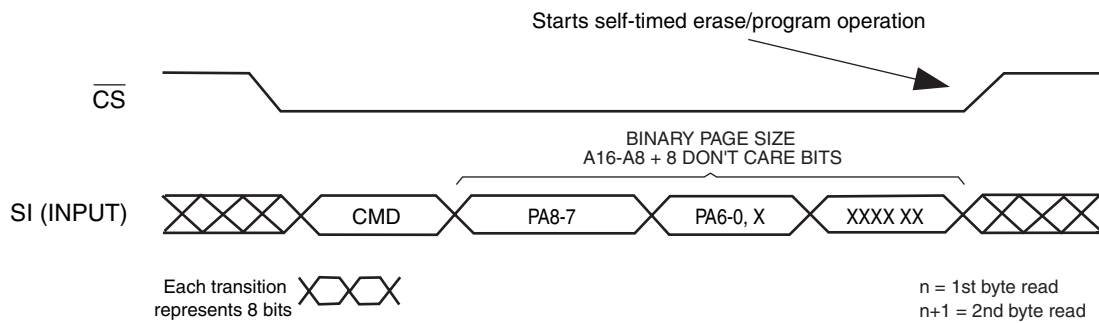 Starts self-timed erase/program operation
CS
BINARY PAGE SIZE
A16-A8 + 8 DON'T CARE BITS
SI (INPUT)
CMD
PA8-7
PA6-0, X
XXXX XX
Each transition
represents 8 bits
n = 1st byte read
n+1 = 2nd byte read